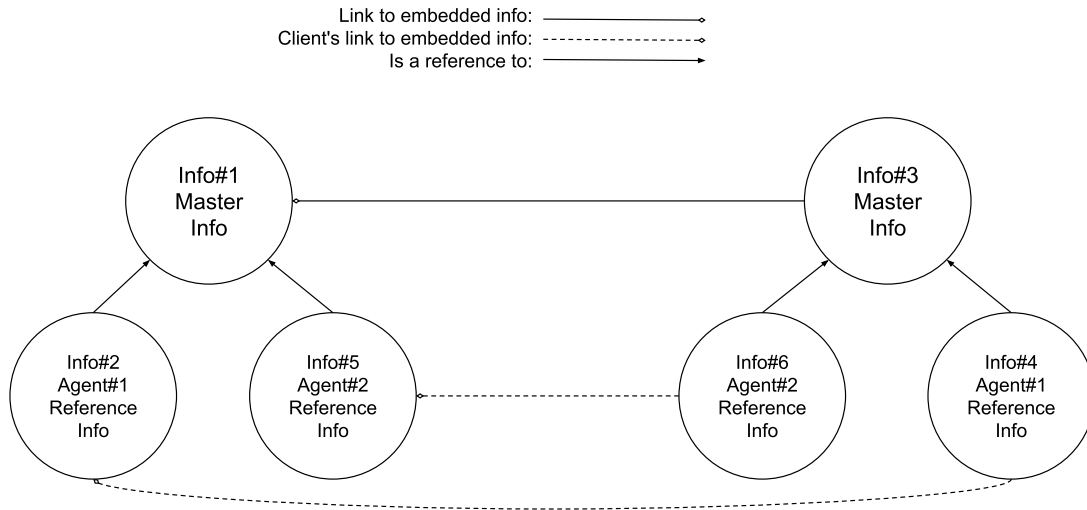 Link to embedded info:
Client's link to embedded info:
Is a reference to:
Info#1
Master
Info
Info#3
Master
Info
Info#2
Agent#1
Reference
Info
Info#5
Agent#2
Reference
Info
Info#6
Agent#2
Reference
Info
Info#4
Agent#1
Reference
Info